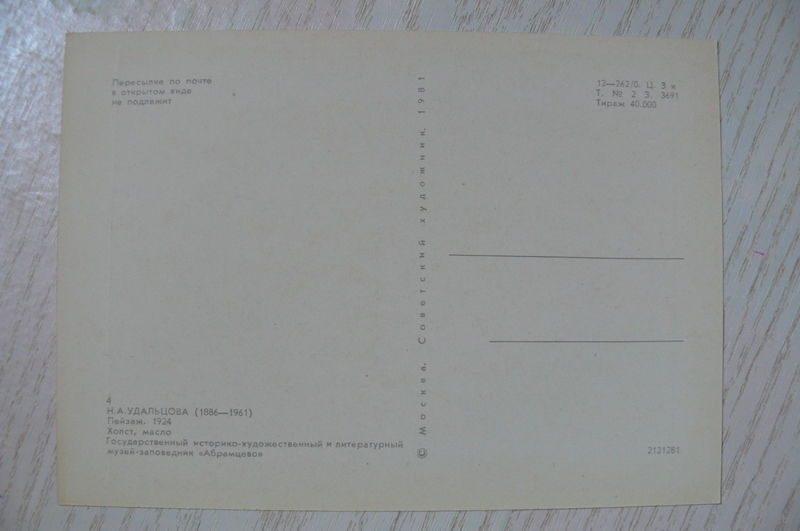 Пересылке по почте
в открытом виде
не подлежит
12—262/0. Ц. 3 к
Т. № 2 З. 3691
Тираж 40.000
© Москва. Советский художник. 1981
4
Н.А.УДАЛЬЦОВА (1886—1961)
Пейзаж. 1924
Холст, масло
Государственный историко-художественный и литературный
музей-заповедник «Абрамцево»
2121281